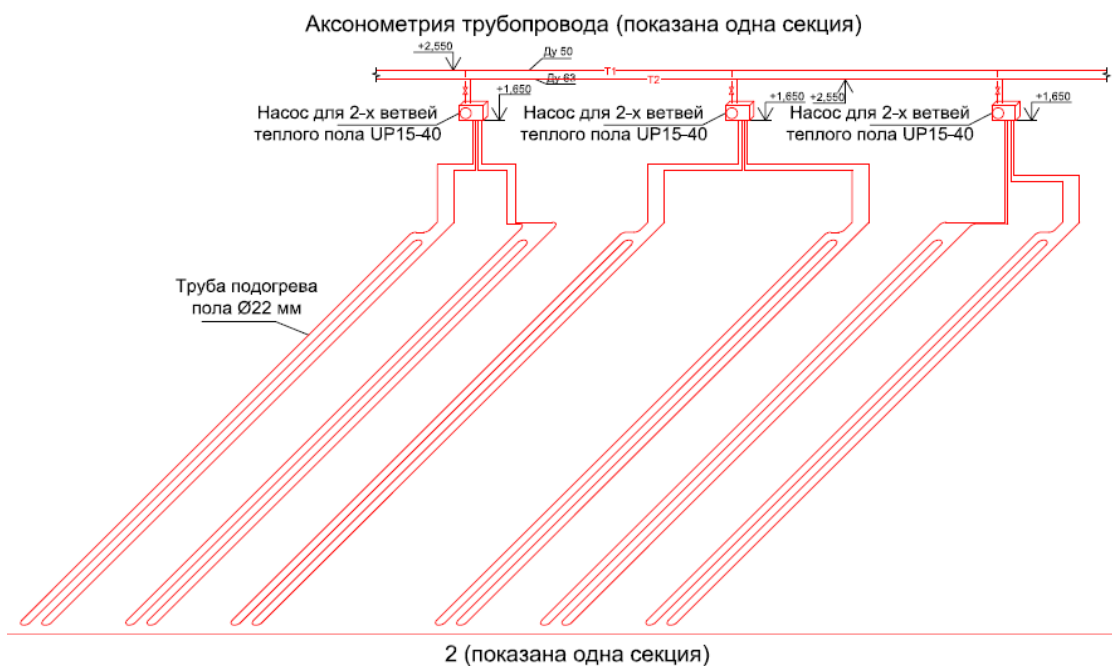 Аксонометрия трубопровода (показана одна секция)
+2,550
Ду 50
Т1
Ду 63
Т2
+1,650
+1,650
+2,550
+1,650
Насос для 2-х ветвей
теплого пола UP15-40
Насос для 2-х ветвей
теплого пола UP15-40
Насос для 2-х ветвей
теплого пола UP15-40
Труба подогрева
пола Ø22 мм
2 (показана одна секция)